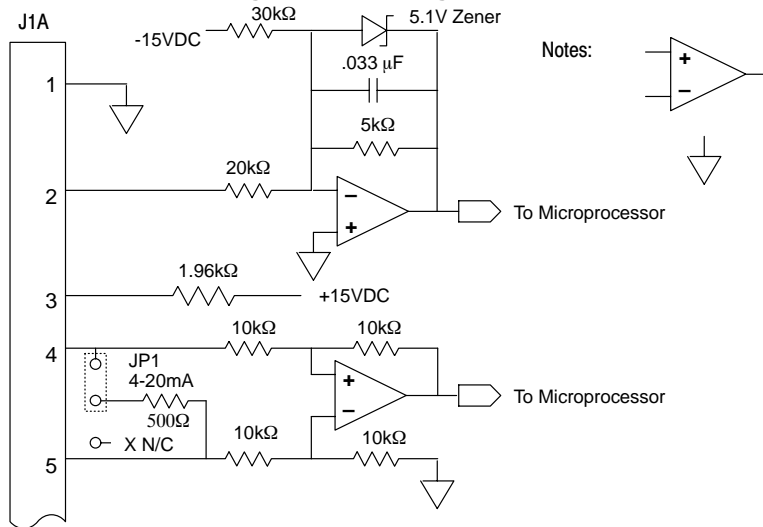 J1A
30kΩ
5.1V Zener
-15VDC
.033 µF
Notes:
+
−
1
5kΩ
20kΩ
2
−
+
To Microprocessor
1.96kΩ
3
+15VDC
10kΩ
10kΩ
4
JP1
4-20mA
+
−
To Microprocessor
500Ω
X N/C
10kΩ
10kΩ
5